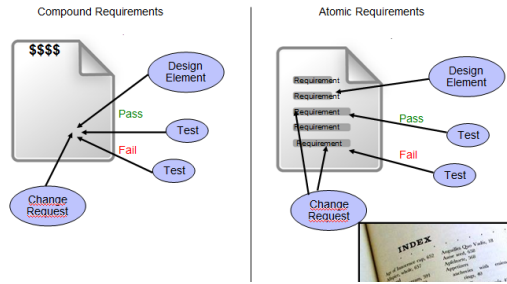 Compound Requirements
$$$$
Design
Element
Pass
Test
Fail
Test
Change
Request
Atomic Requirements
Requirement
Requirement
Requirement
Requirement
Requirement
Design
Element
Pass
Test
Fail
Test
Change
Request
INDEX